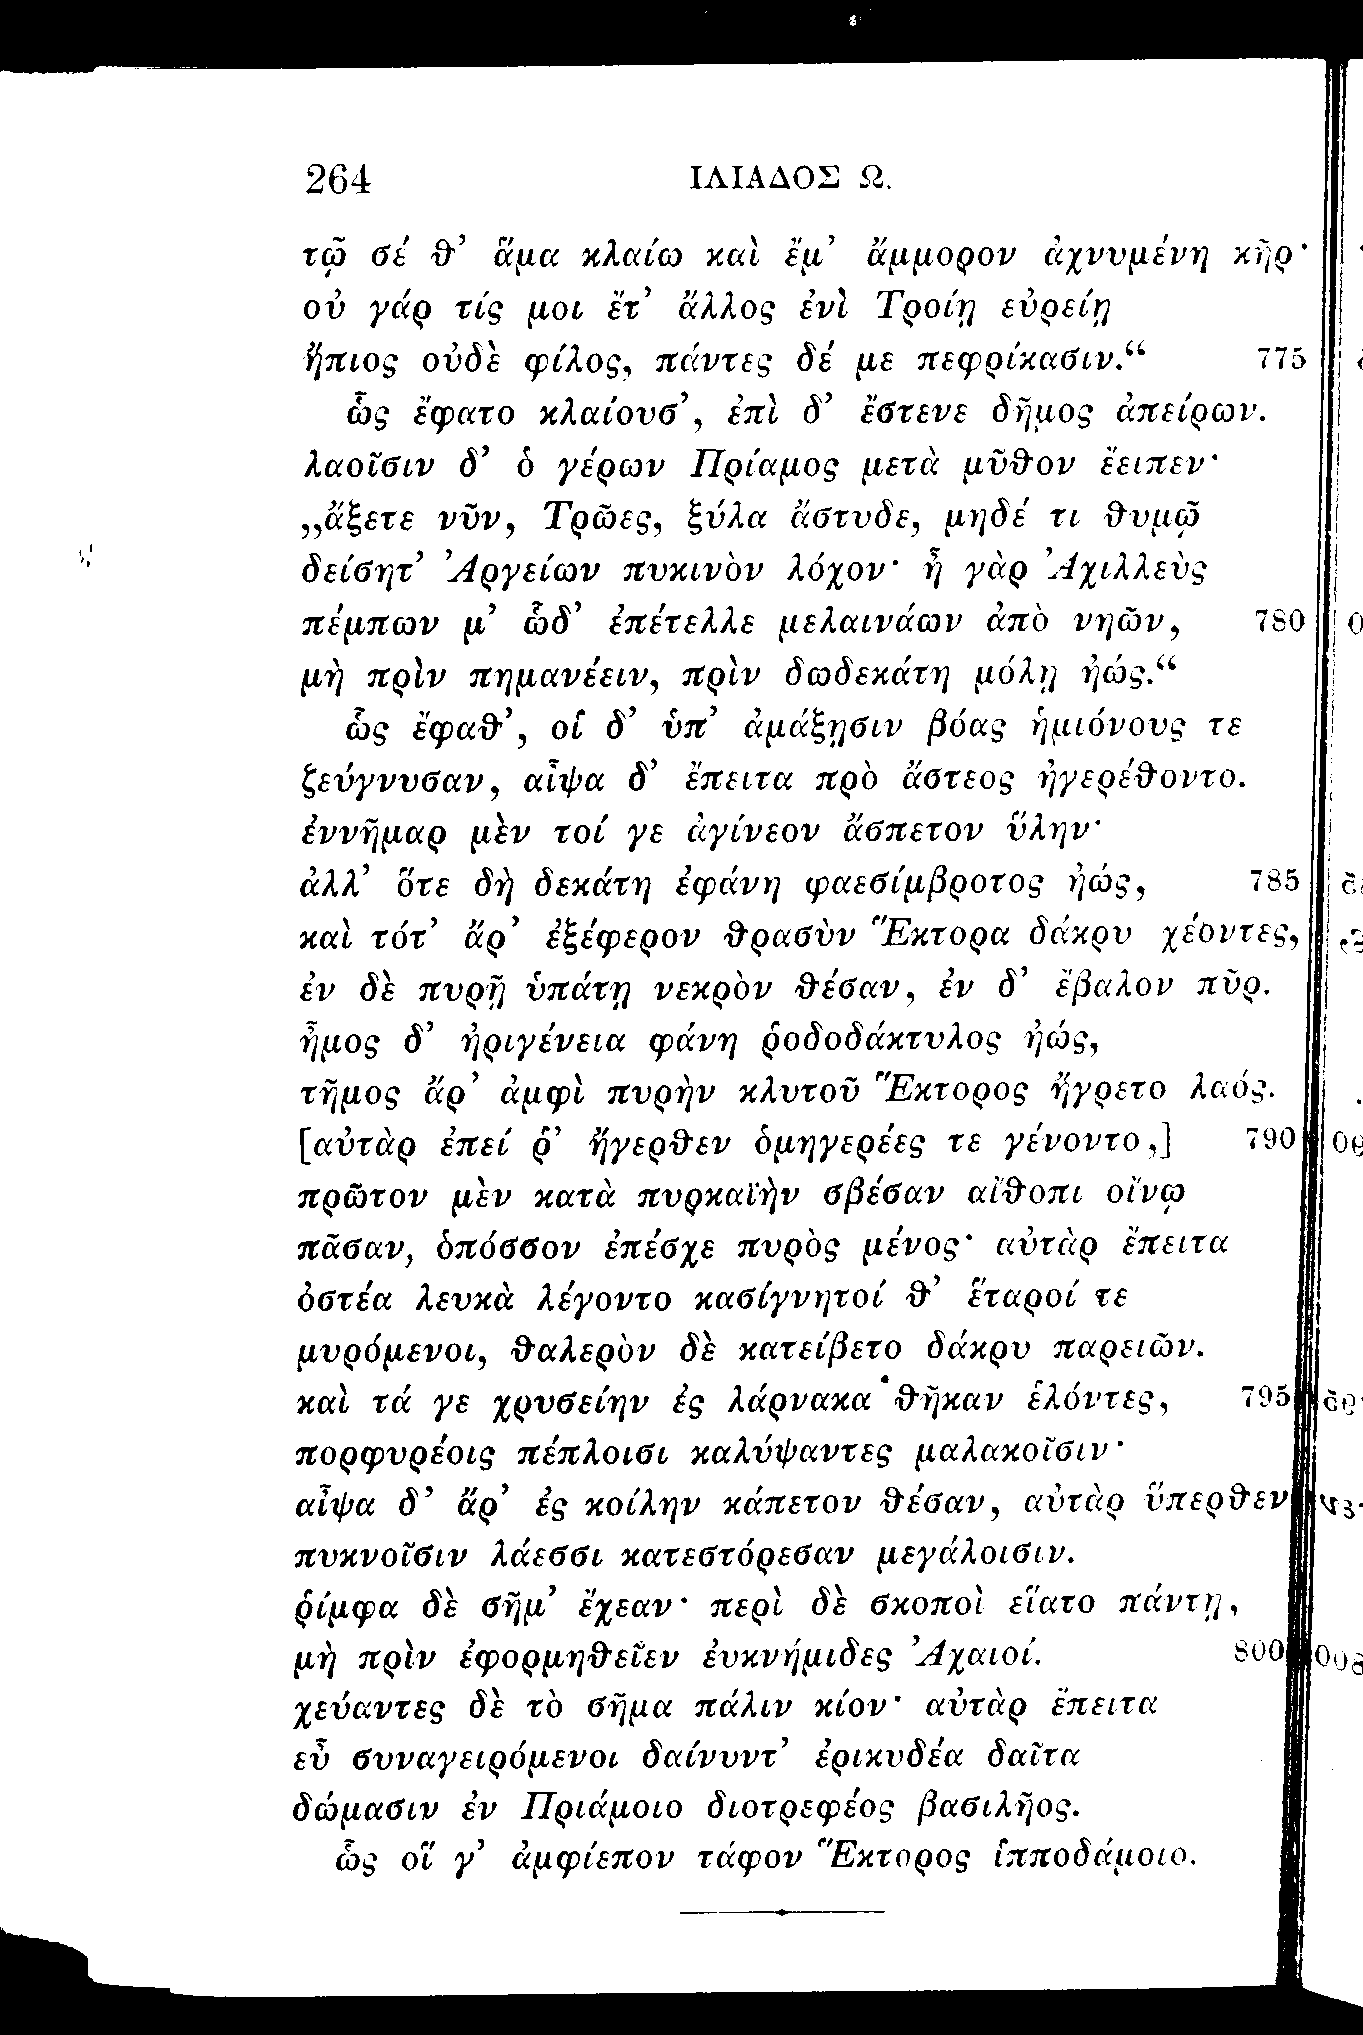 264 ΙΛΙΑΔΟΣ Ω.
τῷ σέ θ’ ἅμα κλαίω καὶ ἔμ’ ἄμμορον ἀχνυμένη κῆρ·
οὐ γάρ τίς μοι ἔτ’ ἄλλος ἐνὶ Τροίῃ εὐρείῃ
ἤπιος οὐδὲ φίλος, πάντες δέ με πεφρίκασιν.“ 775
ὣς ἔφατο κλαίουσ’, ἐπὶ δ’ ἔστενε δῆμος ἀπείρων.
λαοῖσιν δ’ ὁ γέρων Πρίαμος μετὰ μῦθον ἔειπεν·
„ἄξετε νῦν, Τρῶες, ξύλα ἄστυδε, μηδέ τι θυμῷ
δείσητ’ Ἀργείων πυκινὸν λόχον· ἦ γὰρ Ἀχιλλεὺς
πέμπων μ’ ὧδ’ ἐπέτελλε μελαινάων ἀπὸ νηῶν, 780
μὴ πρὶν πημανέειν, πρὶν δωδεκάτη μόλῃ ἠώς.“
ὣς ἔφαθ’, οἳ δ’ ὑπ’ ἀμάξῃσιν βόας ἡμιόνους τε
ζεύγνυσαν, αἶψα δ’ ἔπειτα πρὸ ἄστεος ἠγερέθοντο.
ἐννῆμαρ μὲν τοί γε ἀγίνεον ἄσπετον ὕλην·
ἀλλ’ ὅτε δὴ δεκάτη ἐφάνη φαεσίμβροτος ἠώς, 785
καὶ τότ’ ἄρ’ ἐξέφερον θρασὺν Ἕκτορα δάκρυ χέοντες,
ἐν δὲ πυρῇ ὑπάτῃ νεκρὸν θέσαν, ἐν δ’ ἔβαλον πῦρ.
ἦμος δ’ ἠριγένεια φάνη ῥοδοδάκτυλος ἠώς,
τῆμος ἄρ’ ἀμφὶ πυρὴν κλυτοῦ Ἕκτορος ἤγρετο λαός.
[αὐτὰρ ἐπεί ῥ’ ἤγερθεν ὁμηγερέες τε γένοντο,] 790
πρῶτον μὲν κατὰ πυρκαϊὴν σβέσαν αἴθοπι οἴνῳ
πᾶσαν, ὁπόσσον ἐπέσχε πυρὸς μένος· αὐτὰρ ἔπειτα
ὀστέα λευκὰ λέγοντο κασίγνητοί θ’ ἕταροί τε
μυρόμενοι, θαλερὸν δὲ κατείβετο δάκρυ παρειῶν.
καὶ τά γε χρυσείην ἐς λάρνακα θῆκαν ἑλόντες, 795
πορφυρέοις πέπλοισι καλύψαντες μαλακοῖσιν·
αἶψα δ’ ἄρ’ ἐς κοίλην κάπετον θέσαν, αὐτὰρ ὕπερθεν
πυκνοῖσιν λάεσσι κατεστόρεσαν μεγάλοισιν.
ῥίμφα δὲ σῆμ’ ἔχεαν· περὶ δὲ σκοποὶ εἵατο πάντῃ,
μὴ πρὶν ἐφορμηθεῖεν ἐυκνήμιδες Ἀχαιοί. 800
χεύαντες δὲ τὸ σῆμα πάλιν κίον· αὐτὰρ ἔπειτα
εὖ συναγειρόμενοι δαίνυντ’ ἐρικυδέα δαῖτα
δώμασιν ἐν Πριάμοιο διοτρεφέος βασιλῆος.
ὣς οἵ γ’ ἀμφίεπον τάφον Ἕκτορος ἱπποδάμοιο.